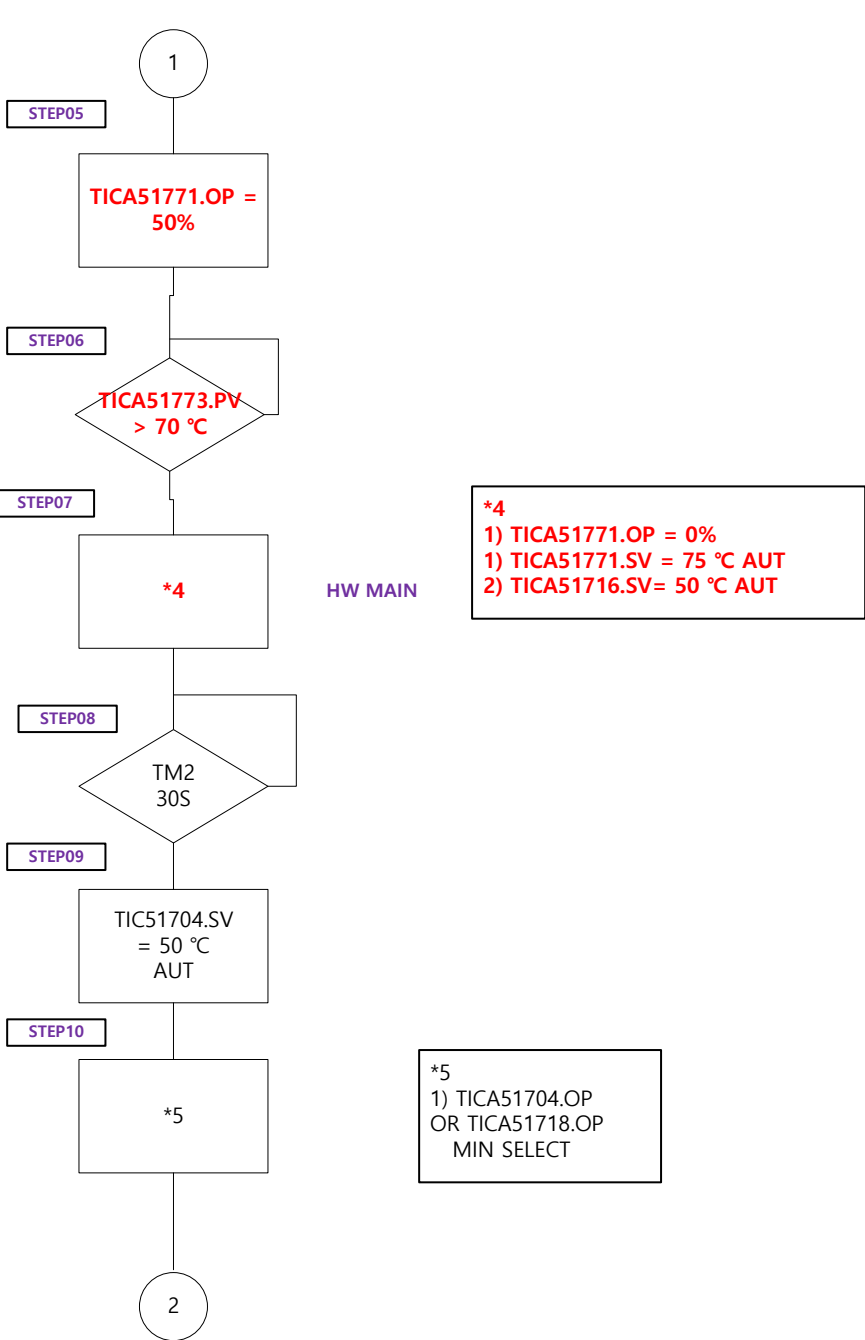 1
STEP05
TICA51771.OP =
50%
STEP06
TICA51773.PV
> 70 ℃
STEP07
*4
HW MAIN
*4
1) TICA51771.OP = 0%
1) TICA51771.SV = 75 ℃ AUT
2) TICA51716.SV= 50 ℃ AUT
STEP08
TM2
30S
STEP09
TIC51704.SV
= 50 ℃
AUT
STEP10
*5
*5
1) TICA51704.OP
OR TICA51718.OP
MIN SELECT
2